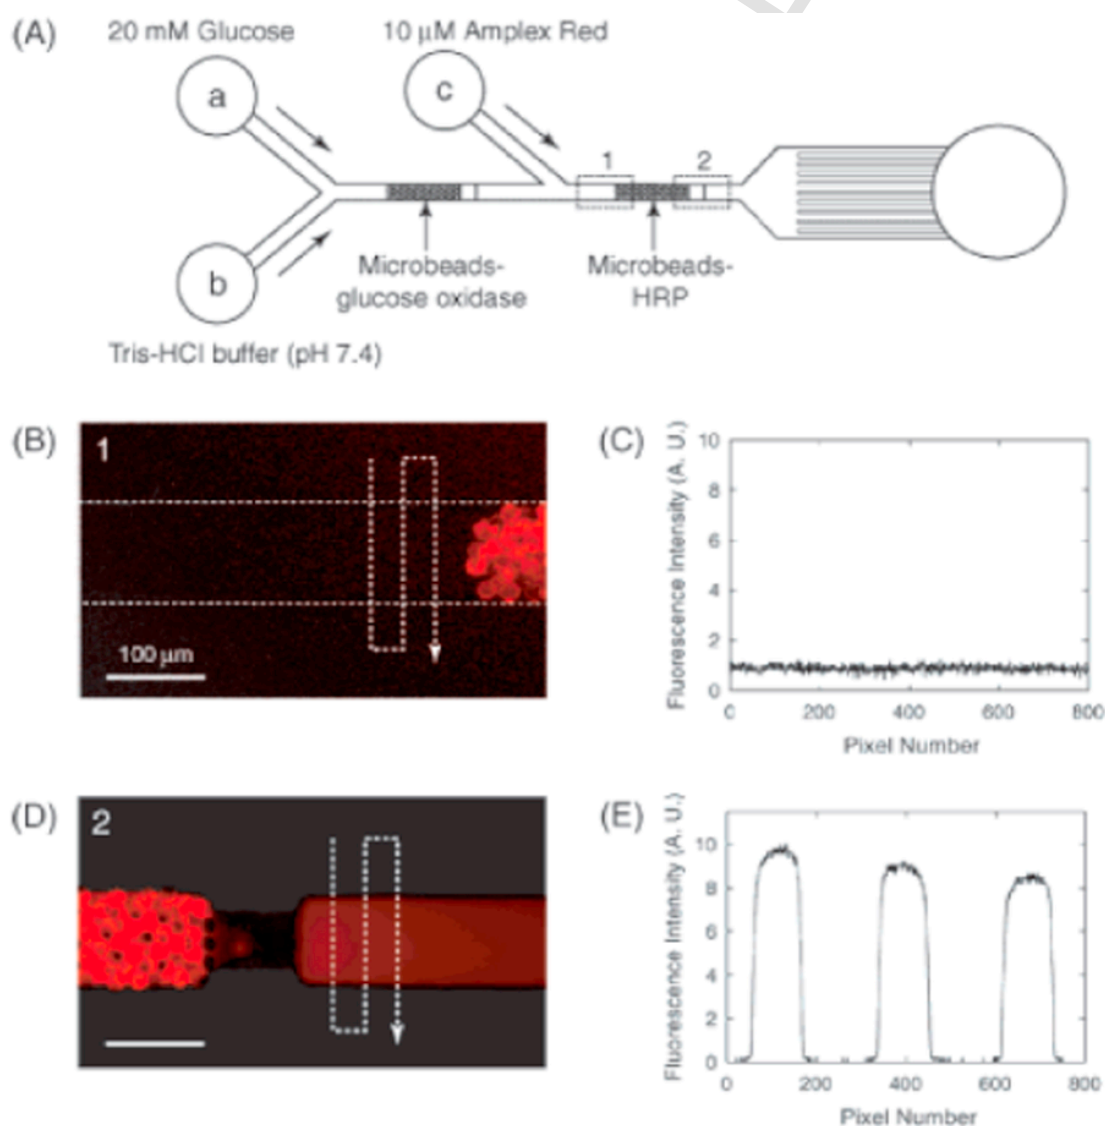 (A)
20 mM Glucose
10 μM Amplex Red
a
c
1
2
b
Microbeads-
glucose oxidase
Microbeads-
HRP
Tris-HCl buffer (pH 7.4)
(B)
1
100 μm
(C)
Fluorescence Intensity (A. U.)
10
8
6
4
2
0
0 200 400 600 800
Pixel Number
(D)
2
(E)
Fluorescence Intensity (A. U.)
10
8
6
4
2
0
0 200 400 600 800
Pixel Number